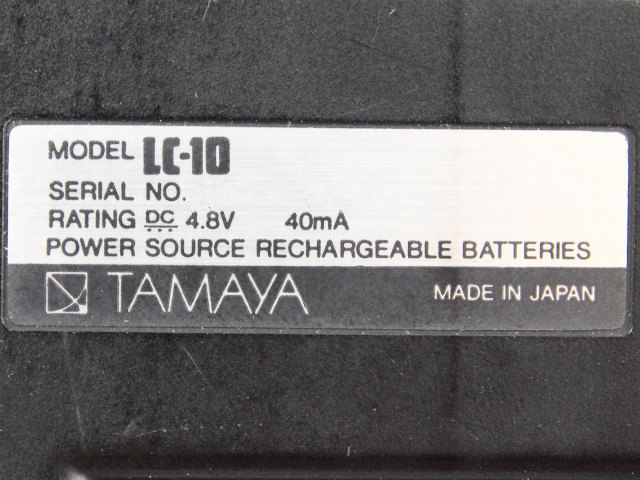 MODEL LC-10
SERIAL NO.
RATING DC 4.8V 40mA
POWER SOURCE RECHARGEABLE BATTERIES
TAMAYA MADE IN JAPAN